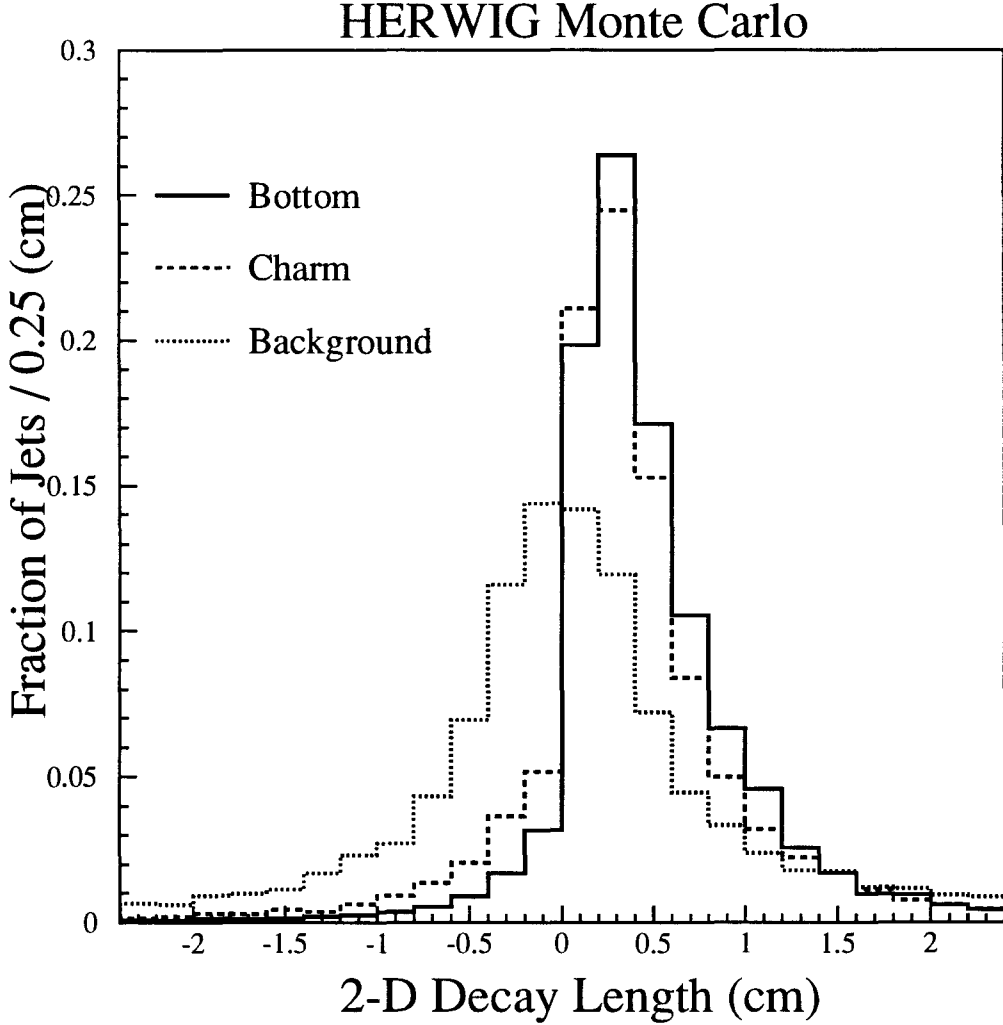 HERWIG Monte Carlo
Fraction of Jets / 0.25 (cm)
0.3
0.25
0.2
0.15
0.1
0.05
0
Bottom
Charm
Background
-2 -1.5 -1 -0.5 0 0.5 1 1.5 2
2-D Decay Length (cm)